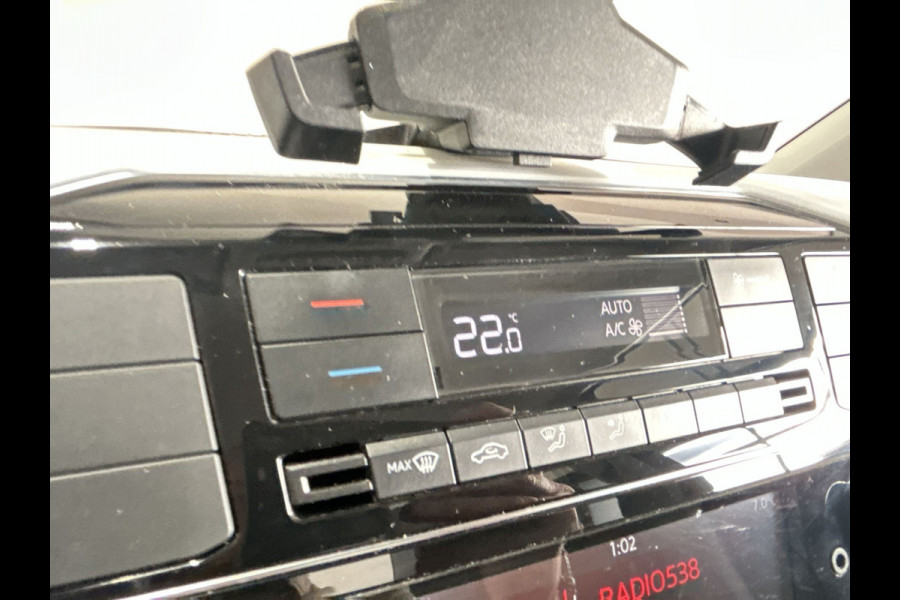 22.0 °C
AUTO
A/C
MAX
1:02
RADIO538